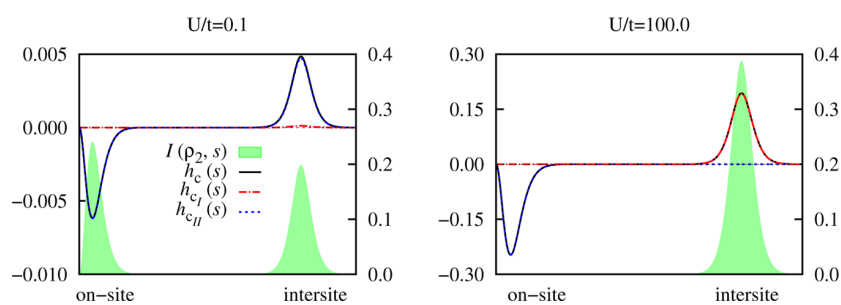 U/t=0.1
U/t=100.0
0.005
0.000
−0.005
−0.010
0.4
0.3
0.2
0.1
0.0
I (ρ2, s)
hc (s)
hcI (s)
hcII (s)
on−site
intersite
0.30
0.15
0.00
−0.15
−0.30
0.4
0.3
0.2
0.1
0.0
on−site
intersite